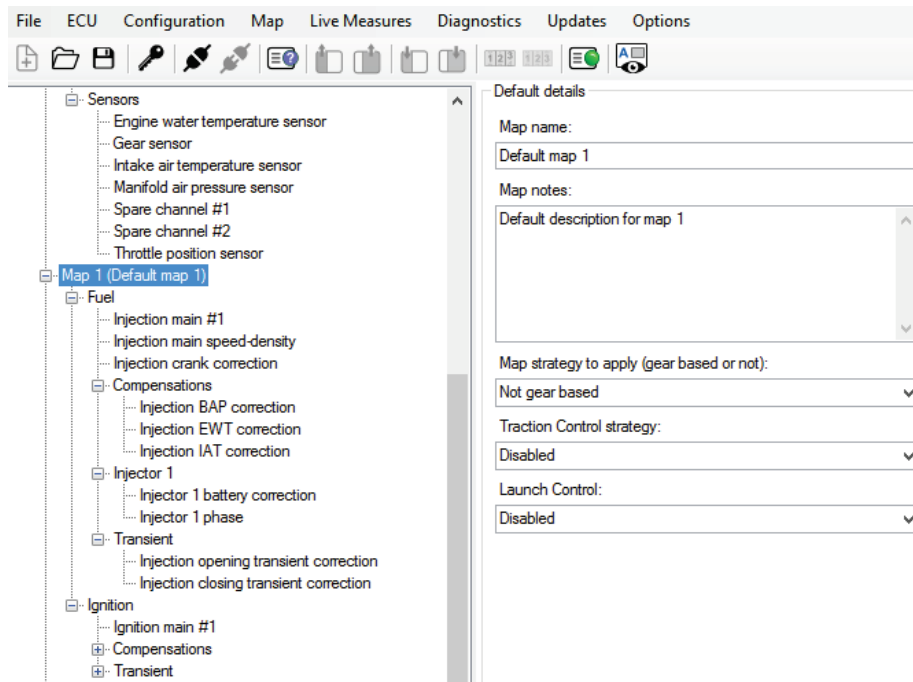 File ECU Configuration Map Live Measures Diagnostics Updates Options
Sensors
Engine water temperature sensor
Gear sensor
Intake air temperature sensor
Manifold air pressure sensor
Spare channel #1
Spare channel #2
Throttle position sensor
Map 1 (Default map 1)
Fuel
Injection main #1
Injection main speed-density
Injection crank correction
Compensations
Injection BAP correction
Injection EWT correction
Injection IAT correction
Injector 1
Injector 1 battery correction
Injector 1 phase
Transient
Injection opening transient correction
Injection closing transient correction
Ignition
Ignition main #1
Compensations
Transient
Default details
Map name:
Default map 1
Map notes:
Default description for map 1
Map strategy to apply (gear based or not):
Not gear based
Traction Control strategy:
Disabled
Launch Control:
Disabled